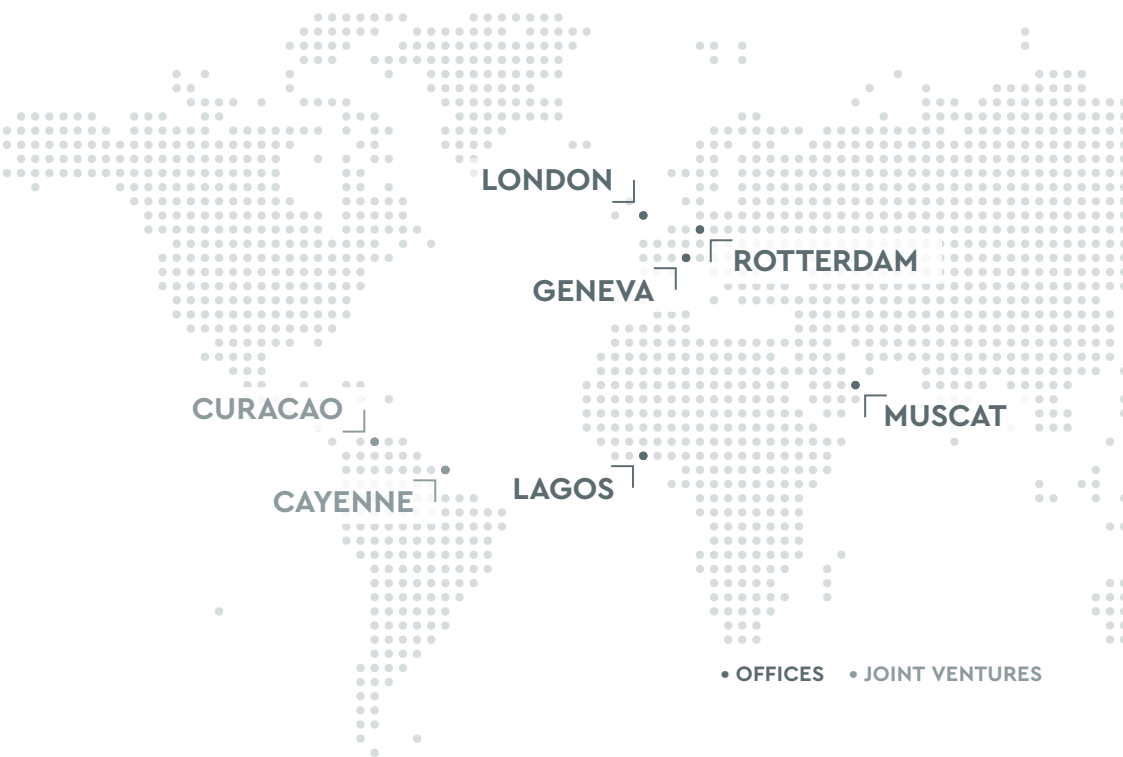 LONDON
ROTTERDAM
GENEVA
CURACAO
MUSCAT
LAGOS
CAYENNE
• OFFICES • JOINT VENTURES